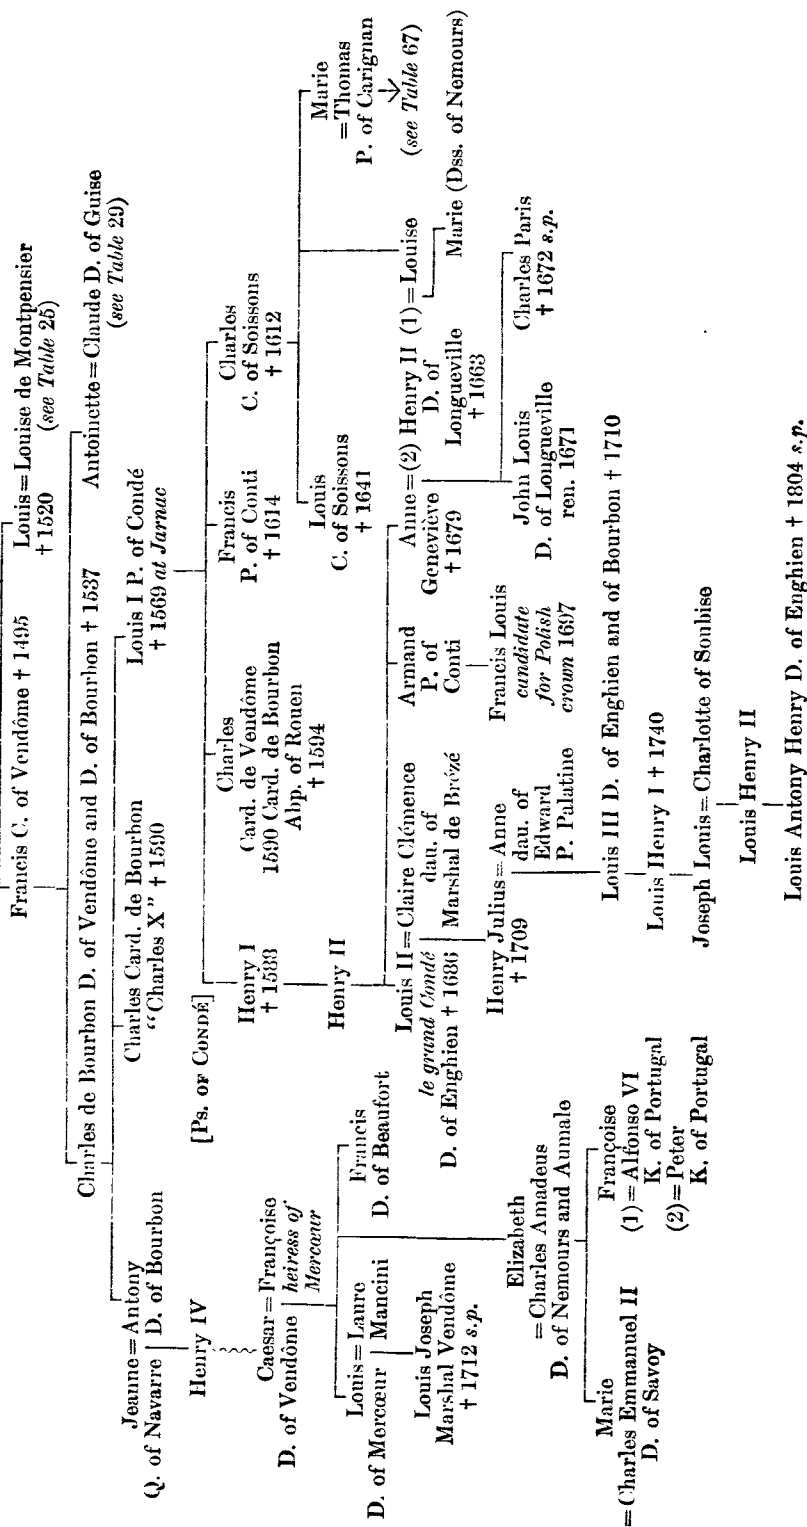 Francis C. of Vendôme † 1495
Louis = Louise de Montpensier
† 1520
(see Table 25)
Charles de Bourbon D. of Vendôme and D. of Bourbon † 1537
Antoinette = Claude D. of Guise
(see Table 29)
Jeanne = Antony
Q. of Navarre
D. of Bourbon
Charles Card. de Bourbon
“Charles X” † 1590
Louis I P. of Condé
† 1569 at Jarnac
Henry IV
[Ps. of Condé]
Henry I
† 1588
Charles
Card. de Vendôme
1590 Card. de Bourbon
Abp. of Rouen
† 1594
Francis
P. of Conti
† 1614
Charles
C. of Soissons
† 1612
Caesar = Françoise
D. of Vendôme
heiress of
Mercœur
Henry II
Louis
C. of Soissons
† 1641
Marie
= Thomas
P. of Carignan
(see Table 67)
Louis = Laure
D. of Mercœur
Mancini
Francis
D. of Beaufort
Louis II = Claire Clémence
le grand Condé
D. of Enghien † 1686
dau. of
Marshal de Brézé
Armand
P. of
Conti
Anne = (2) Henry II (1) = Louise
Geneviève
† 1679
D. of
Longueville
† 1663
Marie (Dss. of Nemours)
Louis Joseph
Marshal Vendôme
† 1712 s.p.
Elizabeth
= Charles Amadeus
D. of Nemours and Aumale
Henry Julius = Anne
† 1709
dau. of
Edward
P. Palatine
Francis Louis
candidate
for Polish
crown 1697
John Louis
D. of Longueville
ren. 1671
Charles Paris
† 1672 s.p.
Marie
= Charles Emmanuel II
D. of Savoy
Françoise
(1) = Alfonso VI
K. of Portugal
(2) = Peter
K. of Portugal
Louis III D. of Enghien and of Bourbon † 1710
Louis Henry I † 1740
Joseph Louis = Charlotte of Soubise
Louis Henry II
Louis Antony Henry D. of Enghien † 1804 s.p.